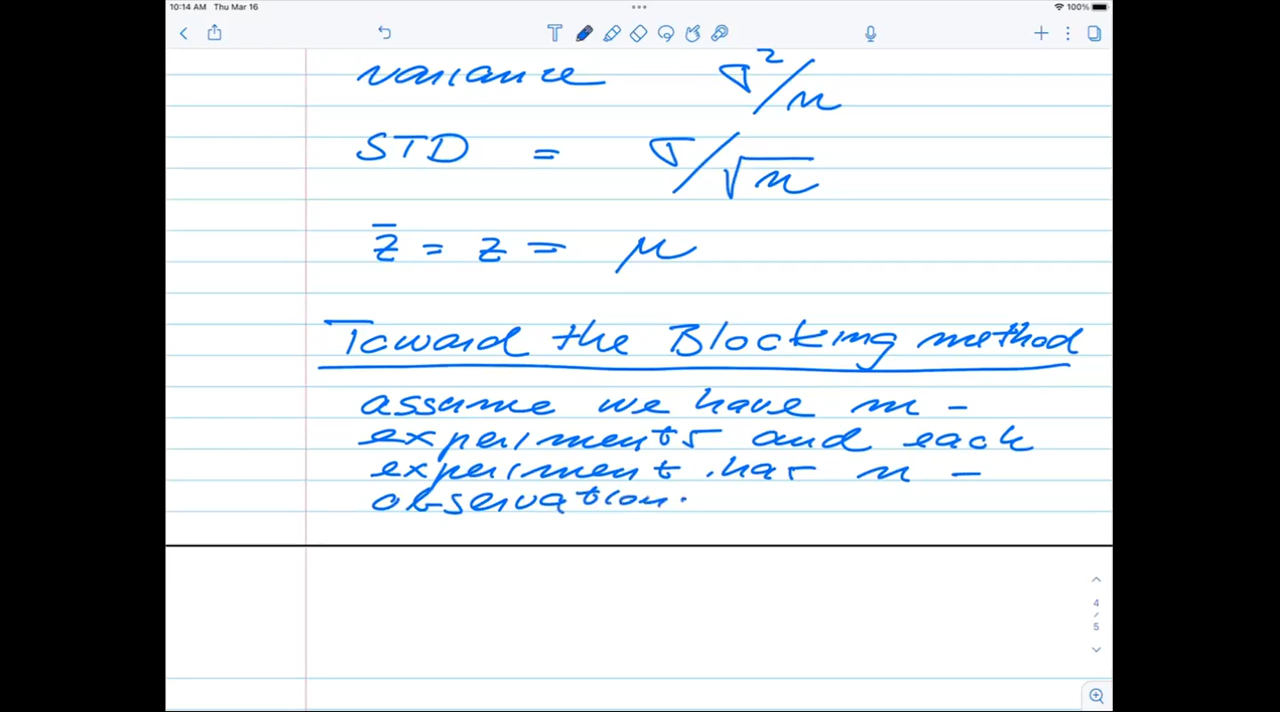 10:14 AM Thu Mar 16
100%
variance σ²/n
STD = σ/√n
z̄ = z = μ
Toward the Blocking method
assume we have m -
experiments and each
experiment has n -
observation.
4
/
5